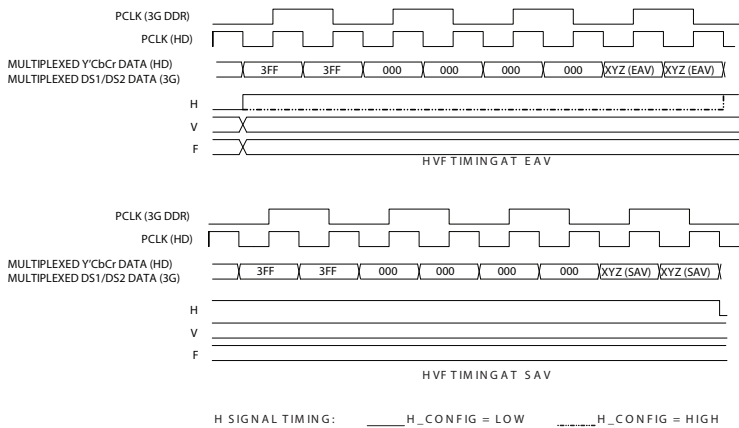 PCLK (3G DDR)
PCLK (HD)
MULTIPLEXED Y'CbCr DATA (HD)
MULTIPLEXED DS1/DS2 DATA (3G)
3FF 3FF 000 000 000 000 XYZ (EAV) XYZ (EAV)
H
V
F
HVF TIMING AT EAV
PCLK (3G DDR)
PCLK (HD)
MULTIPLEXED Y'CbCr DATA (HD)
MULTIPLEXED DS1/DS2 DATA (3G)
3FF 3FF 000 000 000 000 XYZ (SAV) XYZ (SAV)
H
V
F
HVF TIMING AT SAV
H SIGNAL TIMING: H_CONFIG = LOW H_CONFIG = HIGH